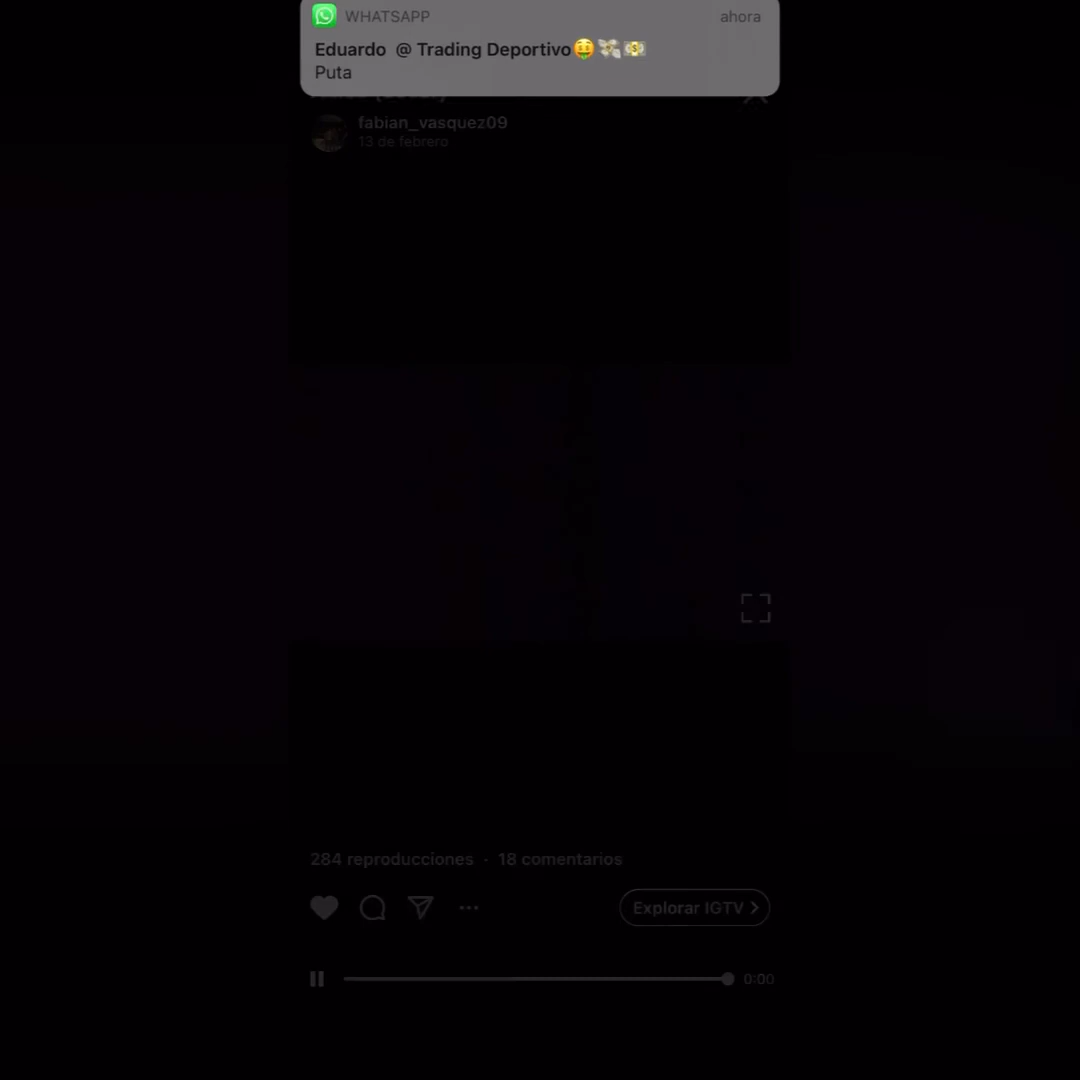 WHATSAPP ahora
Eduardo @ Trading Deportivo🤑💸💵
Puta
fabian_vasquez09
13 de febrero
284 reproducciones · 18 comentarios
Explorar IGTV
0:00